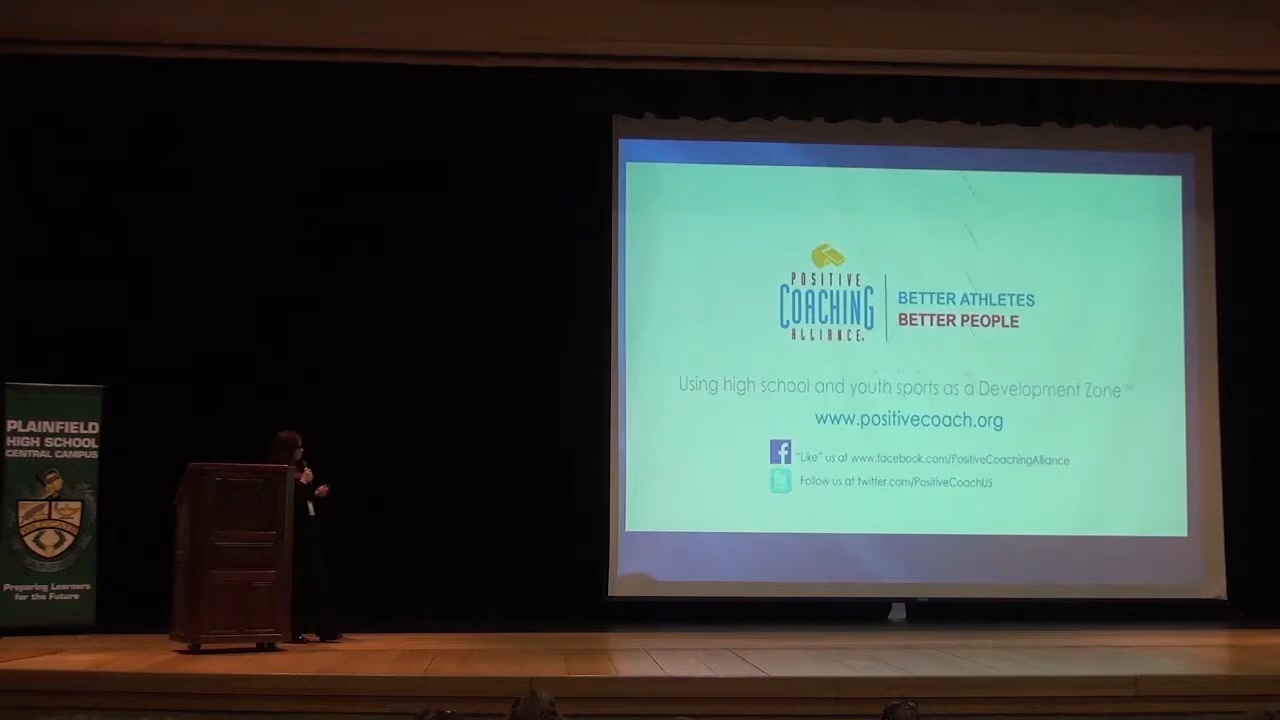 PLAINFIELD
HIGH SCHOOL
CENTRAL CAMPUS
Preparing Learners
for the Future
POSITIVE
COACHING
ALLIANCE
BETTER ATHLETES
BETTER PEOPLE
Using high school and youth sports as a Development Zone™
www.positivecoach.org
"Like" us at www.facebook.com/PositiveCoachingAlliance
Follow us at twitter.com/PositiveCoachUS